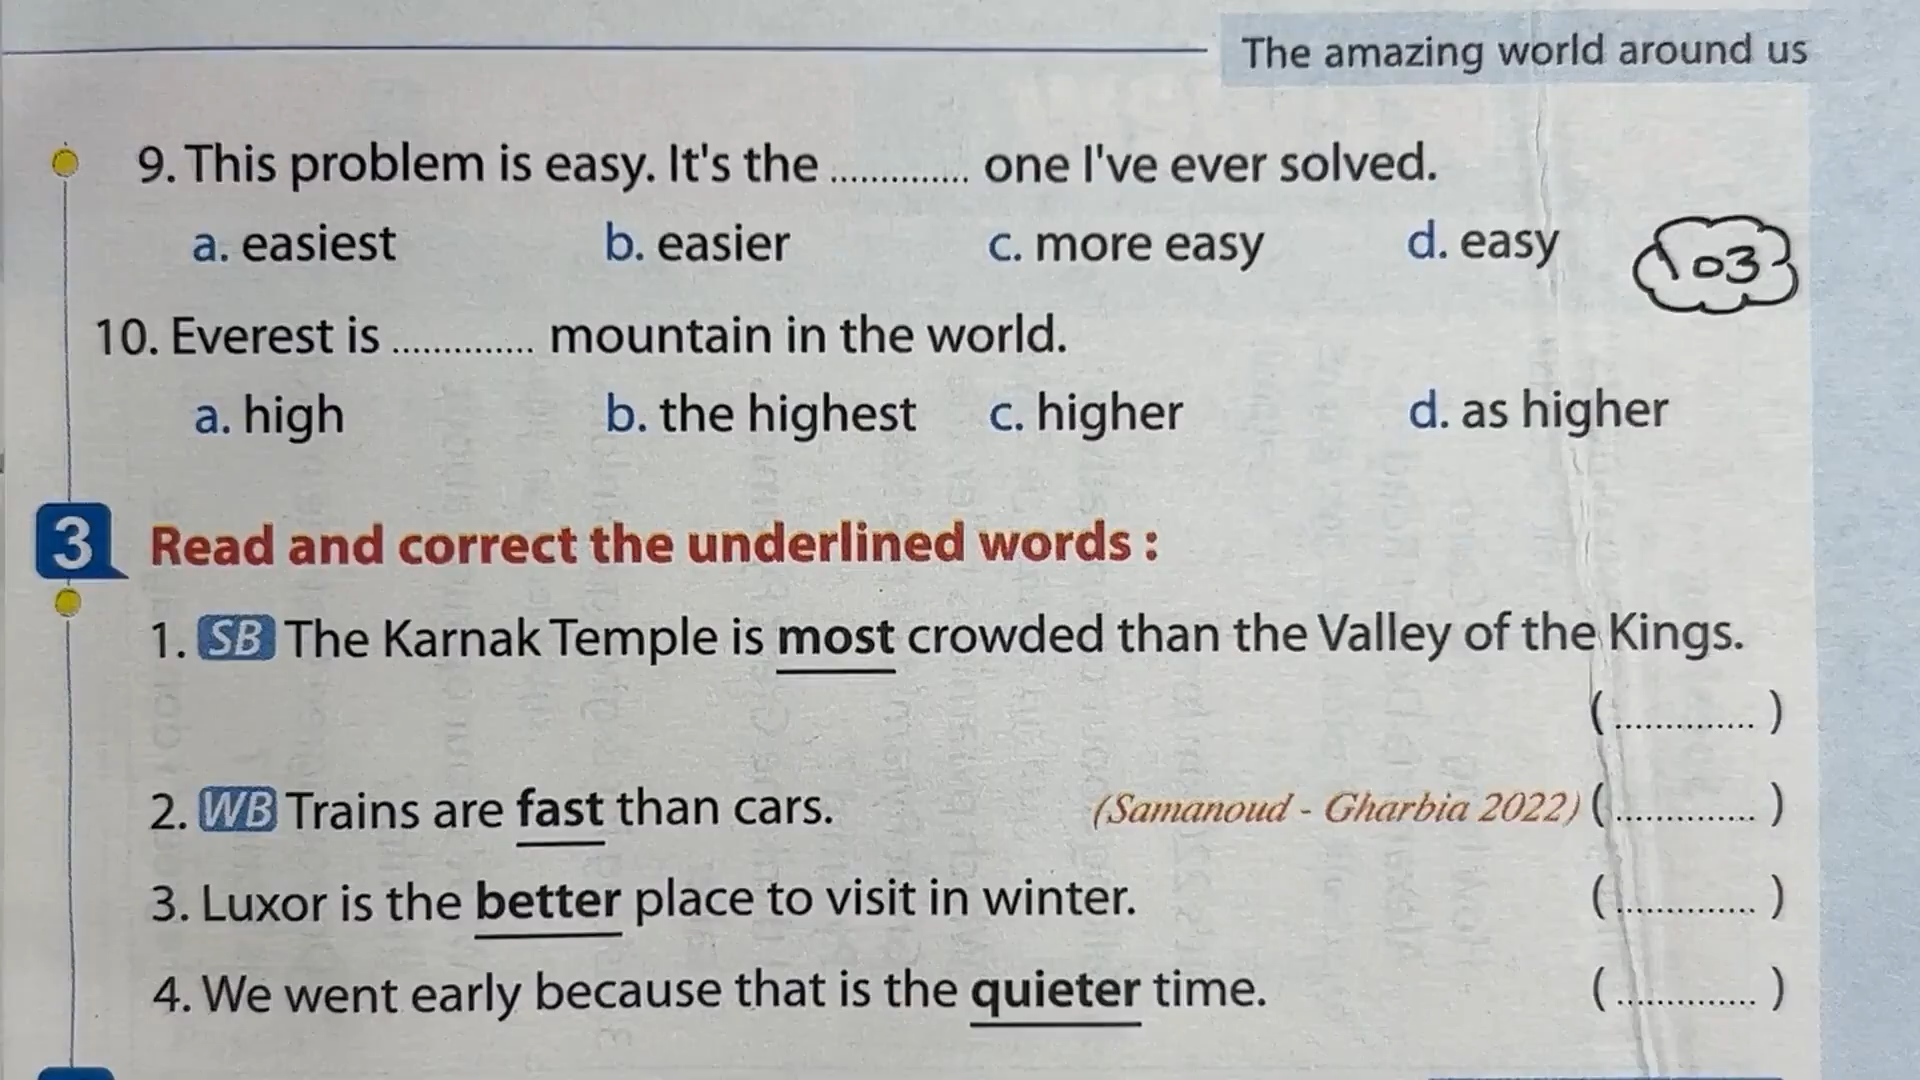 The amazing world around us
9. This problem is easy. It's the .............. one I've ever solved.
a. easiest b. easier c. more easy d. easy
103
10. Everest is .............. mountain in the world.
a. high b. the highest c. higher d. as higher
3 Read and correct the underlined words :
1. SB The Karnak Temple is most crowded than the Valley of the Kings.
(..............)
2. WB Trains are fast than cars. (Samanoud - Gharbia 2022) (..............)
3. Luxor is the better place to visit in winter. (..............)
4. We went early because that is the quieter time. (..............)